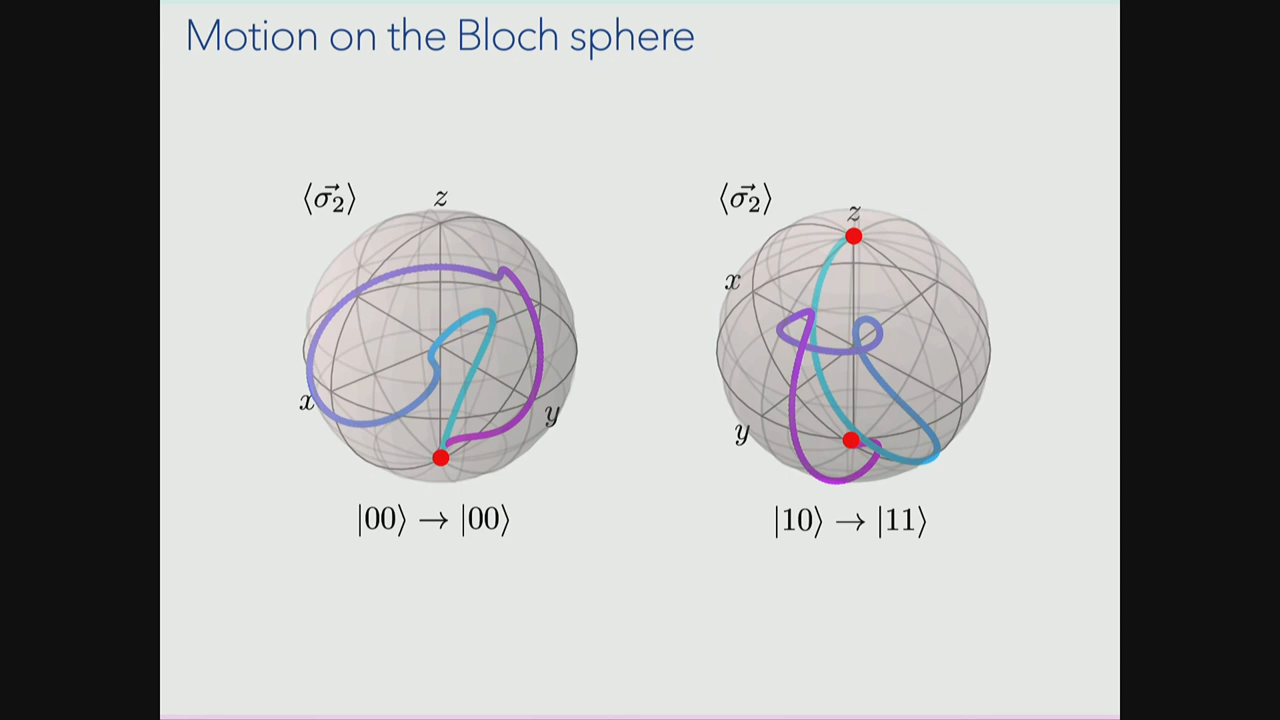 Motion on the Bloch sphere
⟨σ⃗₂⟩
z
x
y
|00⟩ → |00⟩
⟨σ⃗₂⟩
z
x
y
|10⟩ → |11⟩